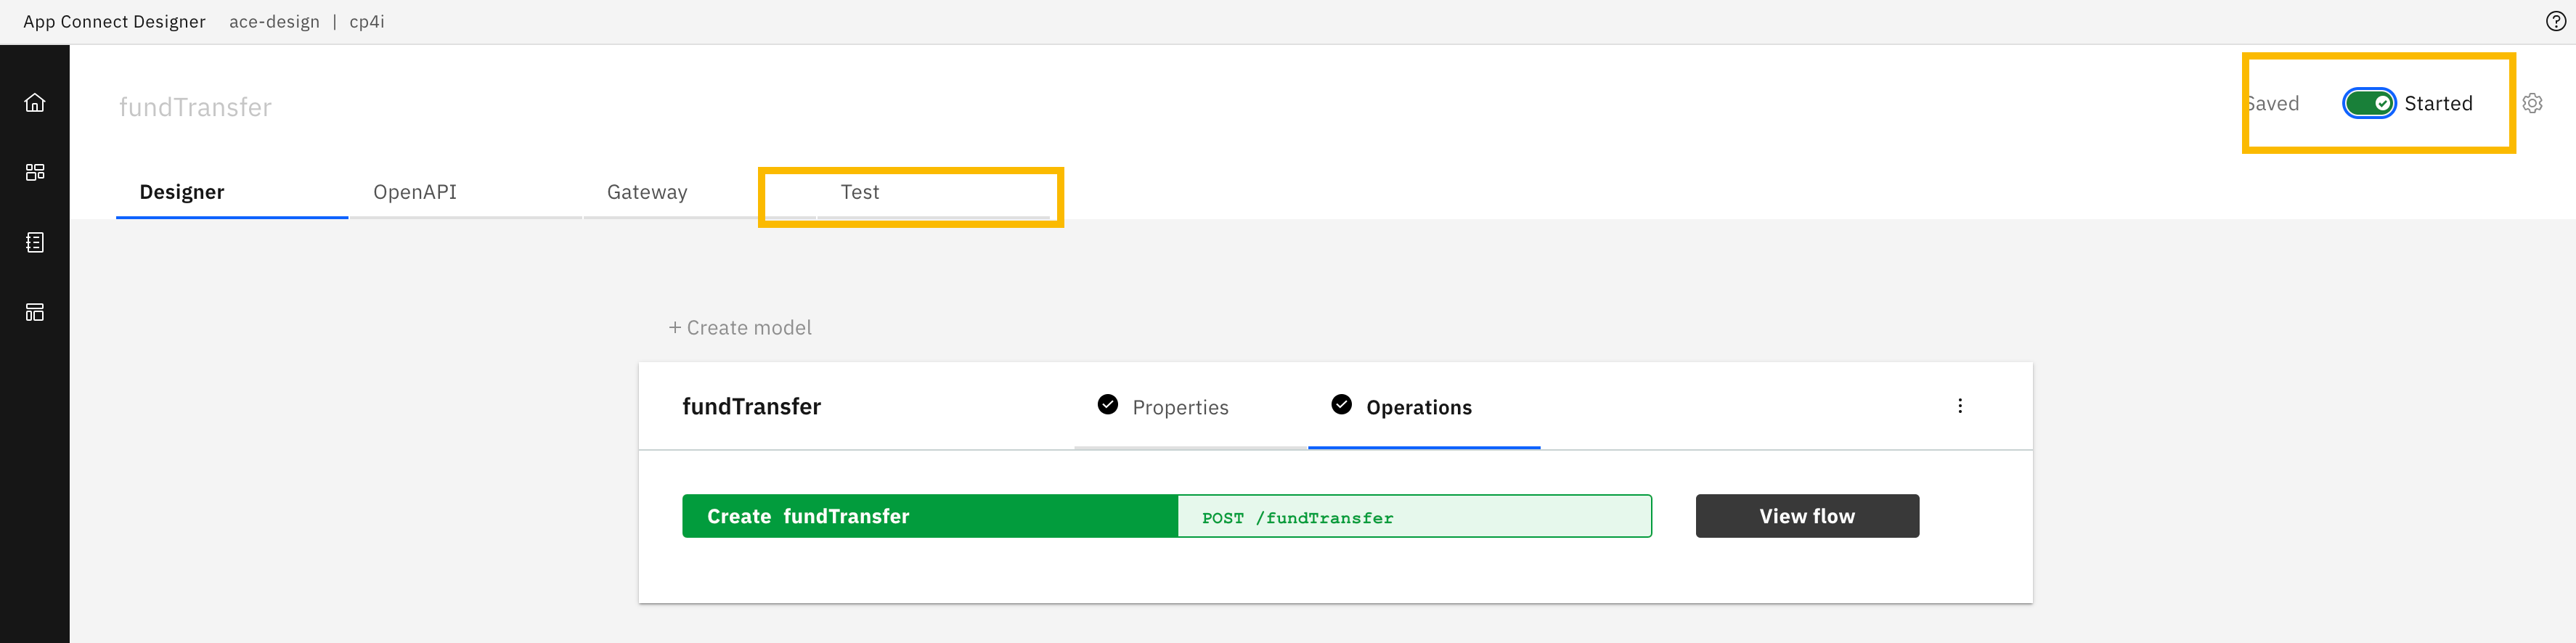 App Connect Designer ace-design | cp4i
fundTransfer
Saved Started
Designer OpenAPI Gateway Test
+ Create model
fundTransfer Properties Operations
Create fundTransfer POST /fundTransfer View flow